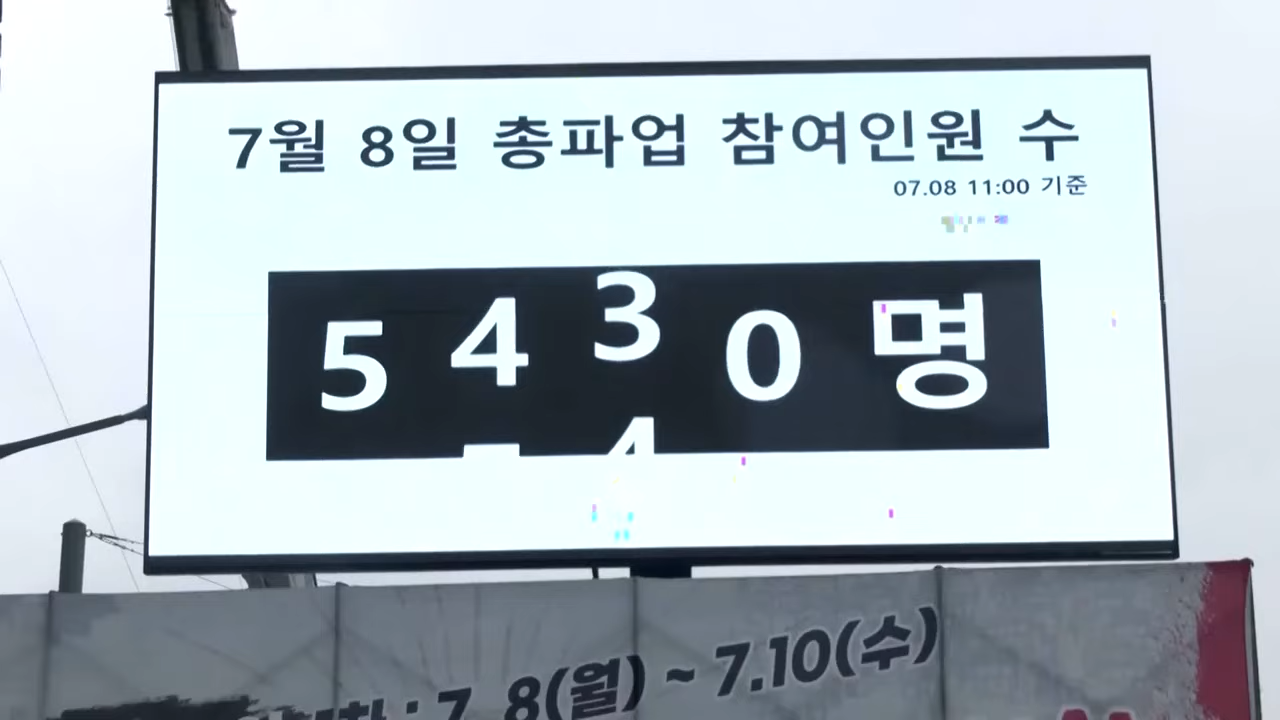 7월 8일 총파업 참여인원 수
07.08 11:00 기준
5 4 3 0 명
4
: 7. 8(월) ~ 7.10(수)